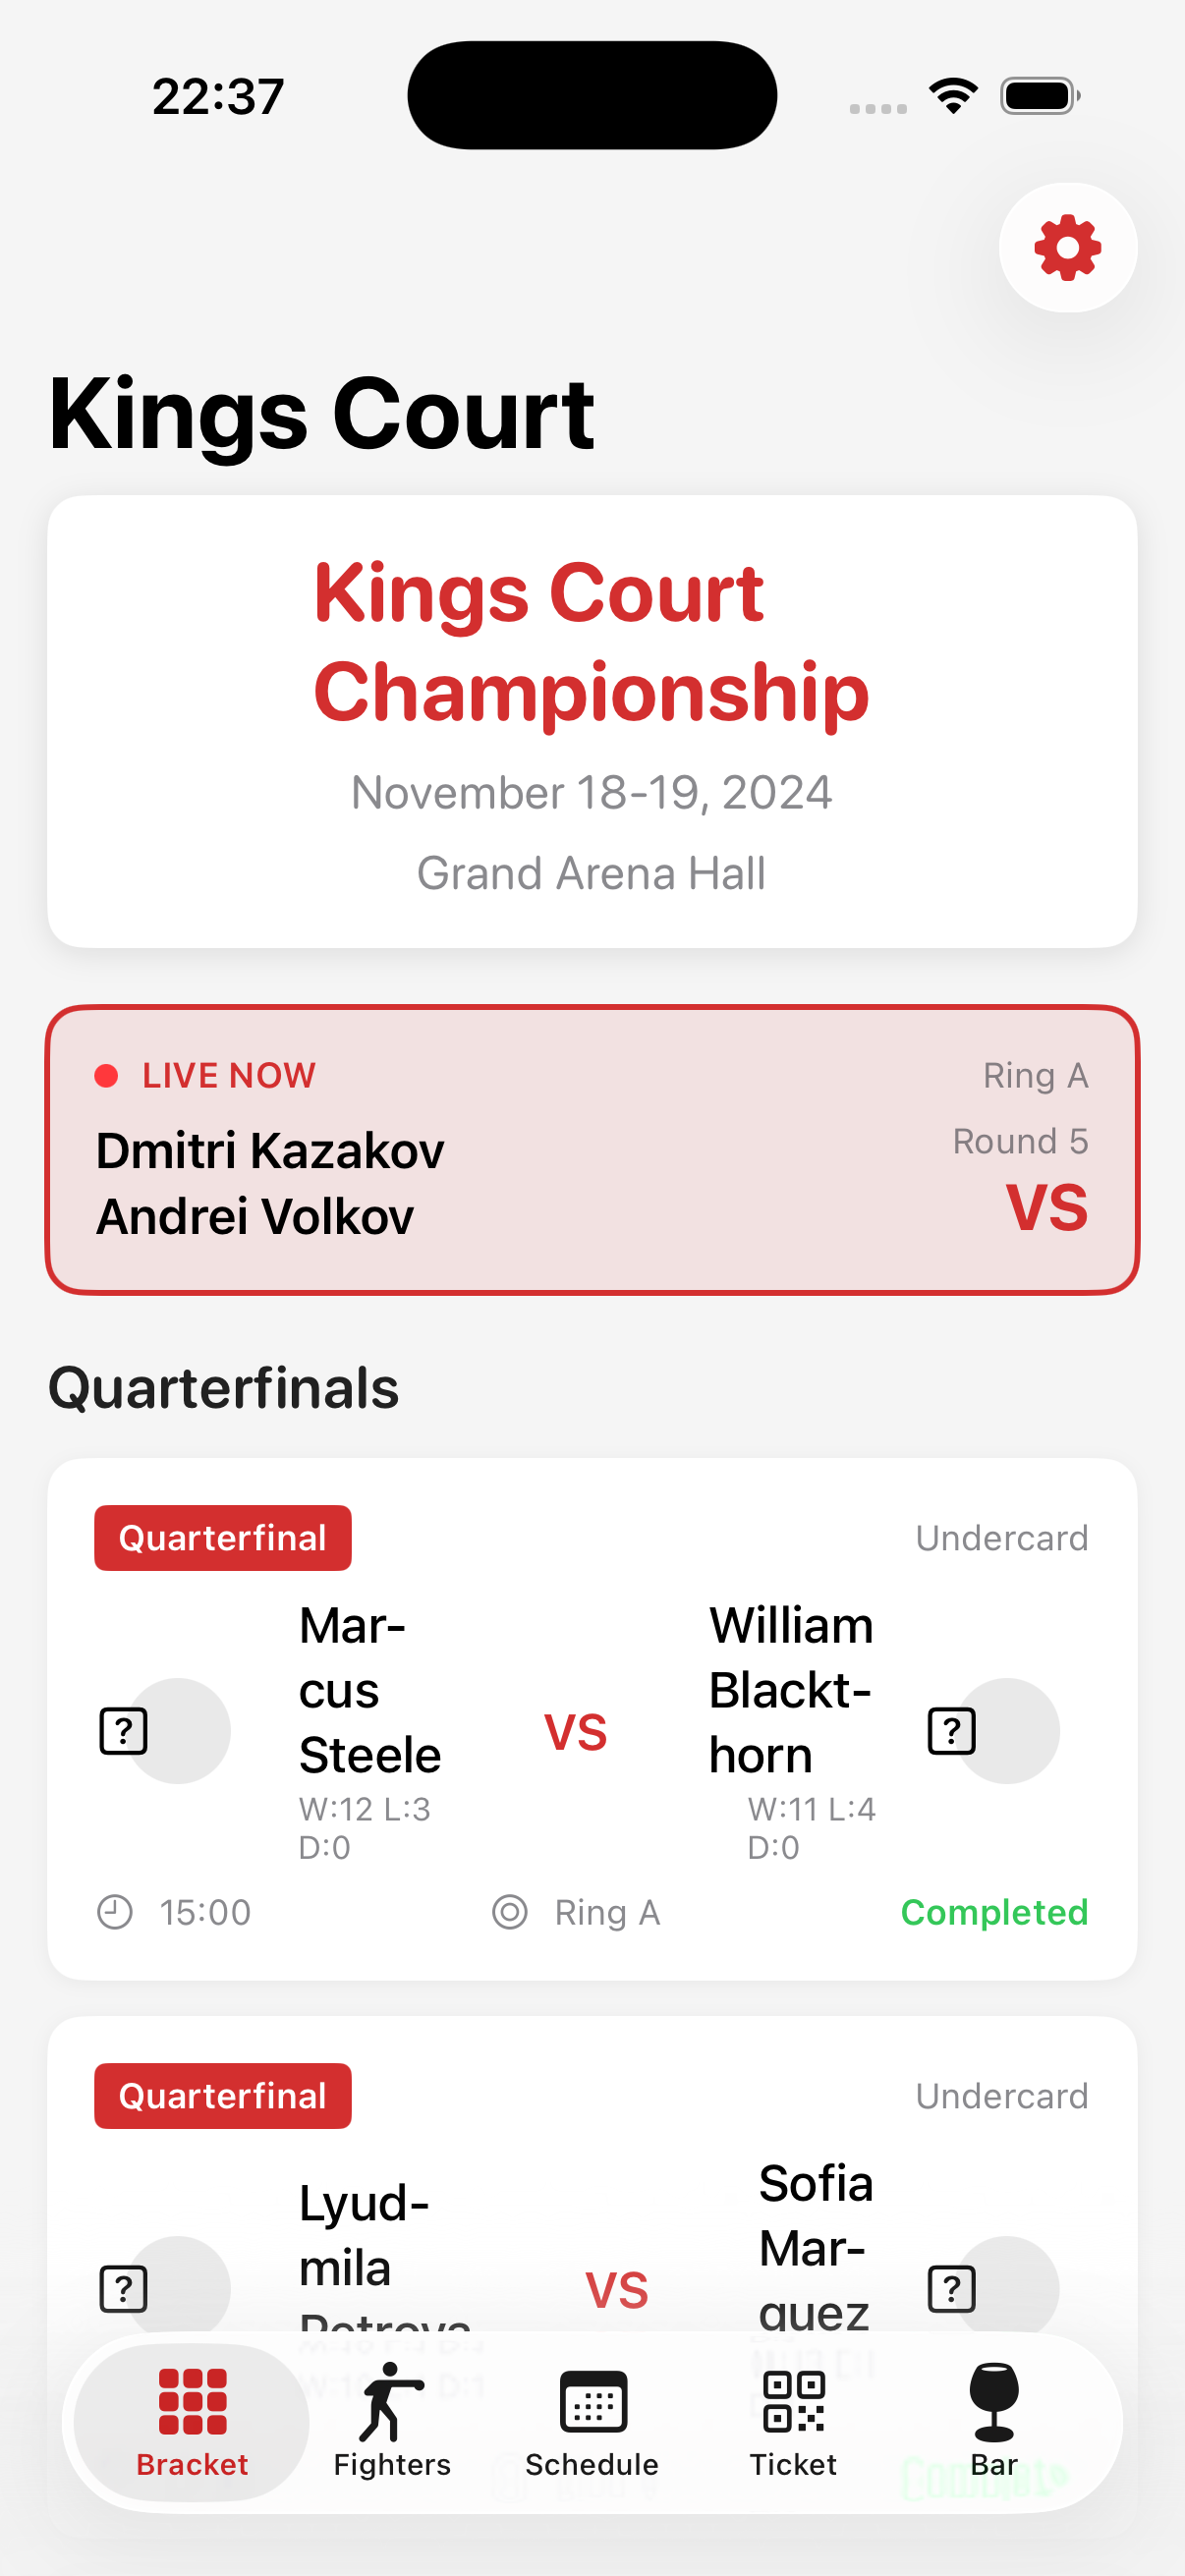 22:37
Kings Court
Kings Court
Championship
November 18-19, 2024
Grand Arena Hall
LIVE NOW
Ring A
Dmitri Kazakov
Round 5
Andrei Volkov
VS
Quarterfinals
Quarterfinal
Undercard
Mar-
cus
Steele
W:12 L:3
D:0
VS
William
Blackt-
horn
W:11 L:4
D:0
?
?
15:00
Ring A
Completed
Quarterfinal
Undercard
Lyud-
mila
Petrova
VS
Sofia
Mar-
quez
?
?
Bracket
Fighters
Schedule
Ticket
Bar